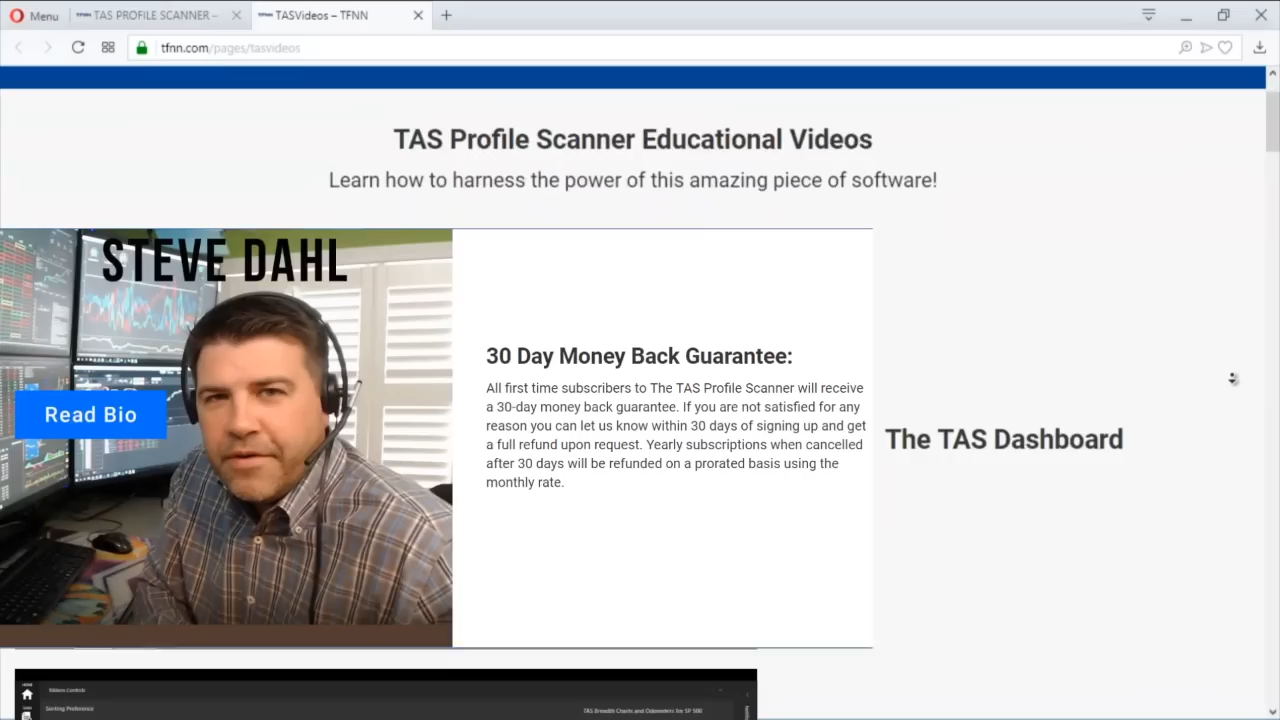 Menu
TAS PROFILE SCANNER –
TASVideos – TFNN
tfnn.com/pages/tasvideos
TAS Profile Scanner Educational Videos
Learn how to harness the power of this amazing piece of software!
STEVE DAHL
Read Bio
30 Day Money Back Guarantee:
All first time subscribers to The TAS Profile Scanner will receive
a 30-day money back guarantee. If you are not satisfied for any
reason you can let us know within 30 days of signing up and get
a full refund upon request. Yearly subscriptions when cancelled
after 30 days will be refunded on a prorated basis using the
monthly rate.
The TAS Dashboard
HOME
Ribbon Controls
Sorting Preference
TAS Breadth Charts and Odometers for SP 500